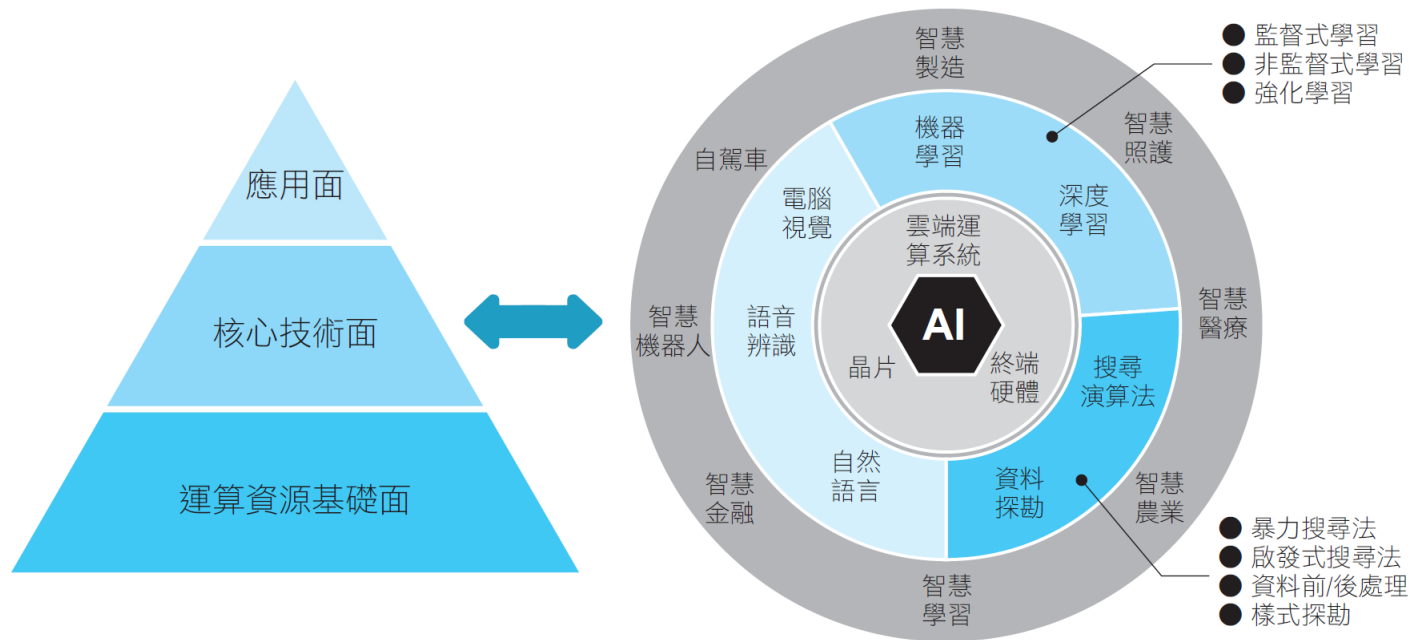 應用面
核心技術面
運算資源基礎面
智慧
製造
智慧
照護
智慧
醫療
智慧
農業
智慧
學習
智慧
金融
智慧
機器人
自駕車
機器
學習
深度
學習
搜尋
演算法
資料
探勘
自然
語言
語音
辨識
電腦
視覺
雲端運
算系統
AI
晶片
終端
硬體
● 監督式學習
● 非監督式學習
● 強化學習
● 暴力搜尋法
● 啟發式搜尋法
● 資料前/後處理
● 樣式探勘